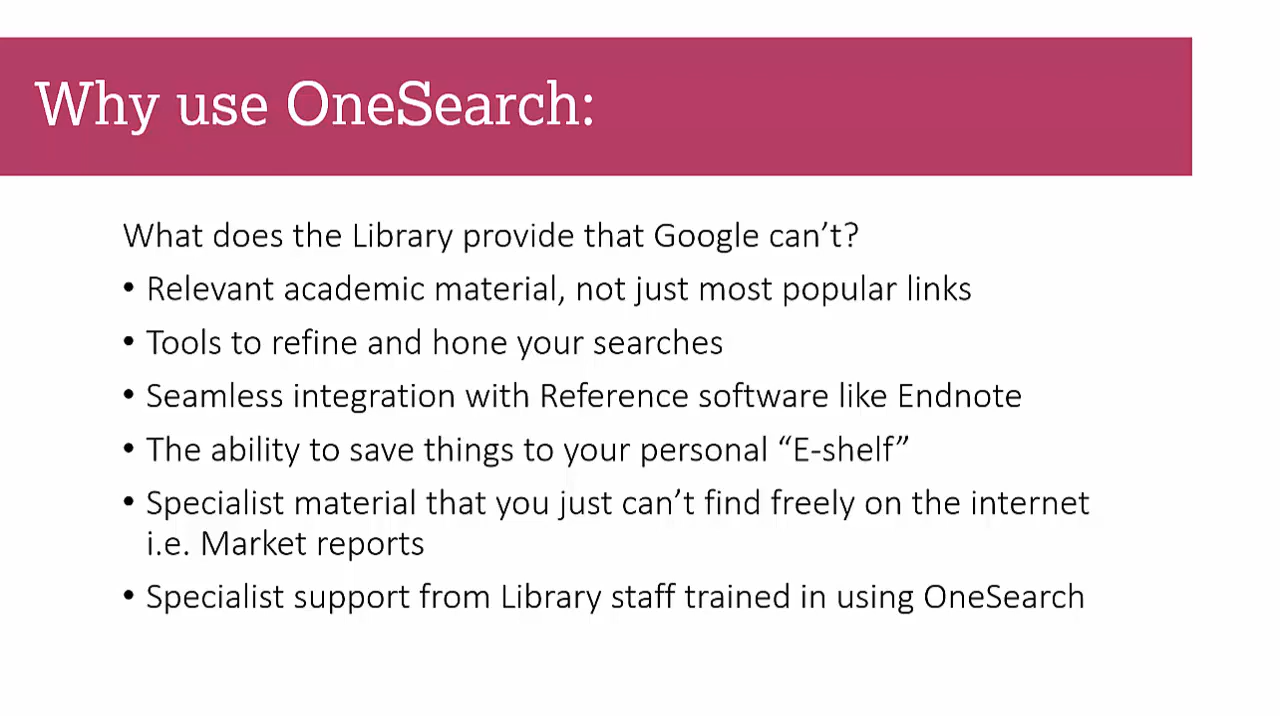 Why use OneSearch:
What does the Library provide that Google can’t?
• Relevant academic material, not just most popular links
• Tools to refine and hone your searches
• Seamless integration with Reference software like Endnote
• The ability to save things to your personal “E-shelf”
• Specialist material that you just can’t find freely on the internet
i.e. Market reports
• Specialist support from Library staff trained in using OneSearch